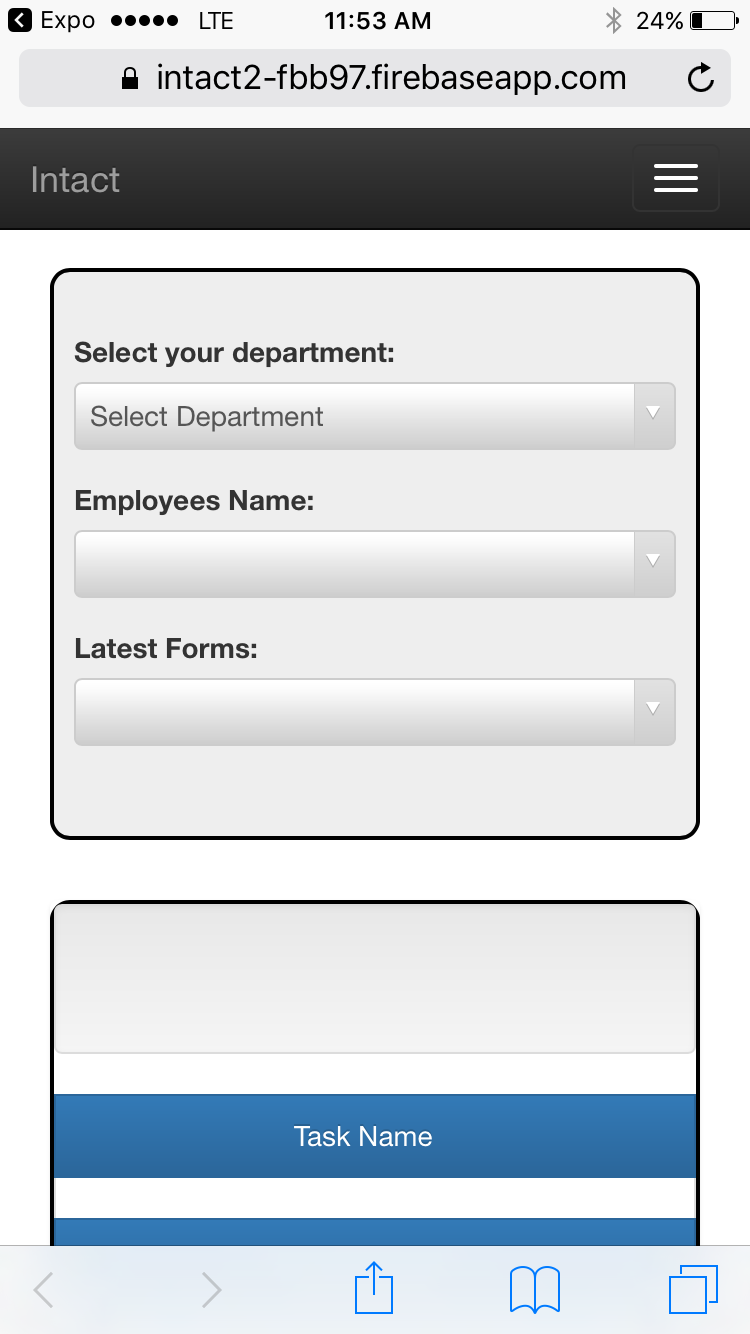 Expo LTE 11:53 AM 24%
intact2-fbb97.firebaseapp.com
Intact
Select your department:
Select Department
Employees Name:
Latest Forms:
Task Name